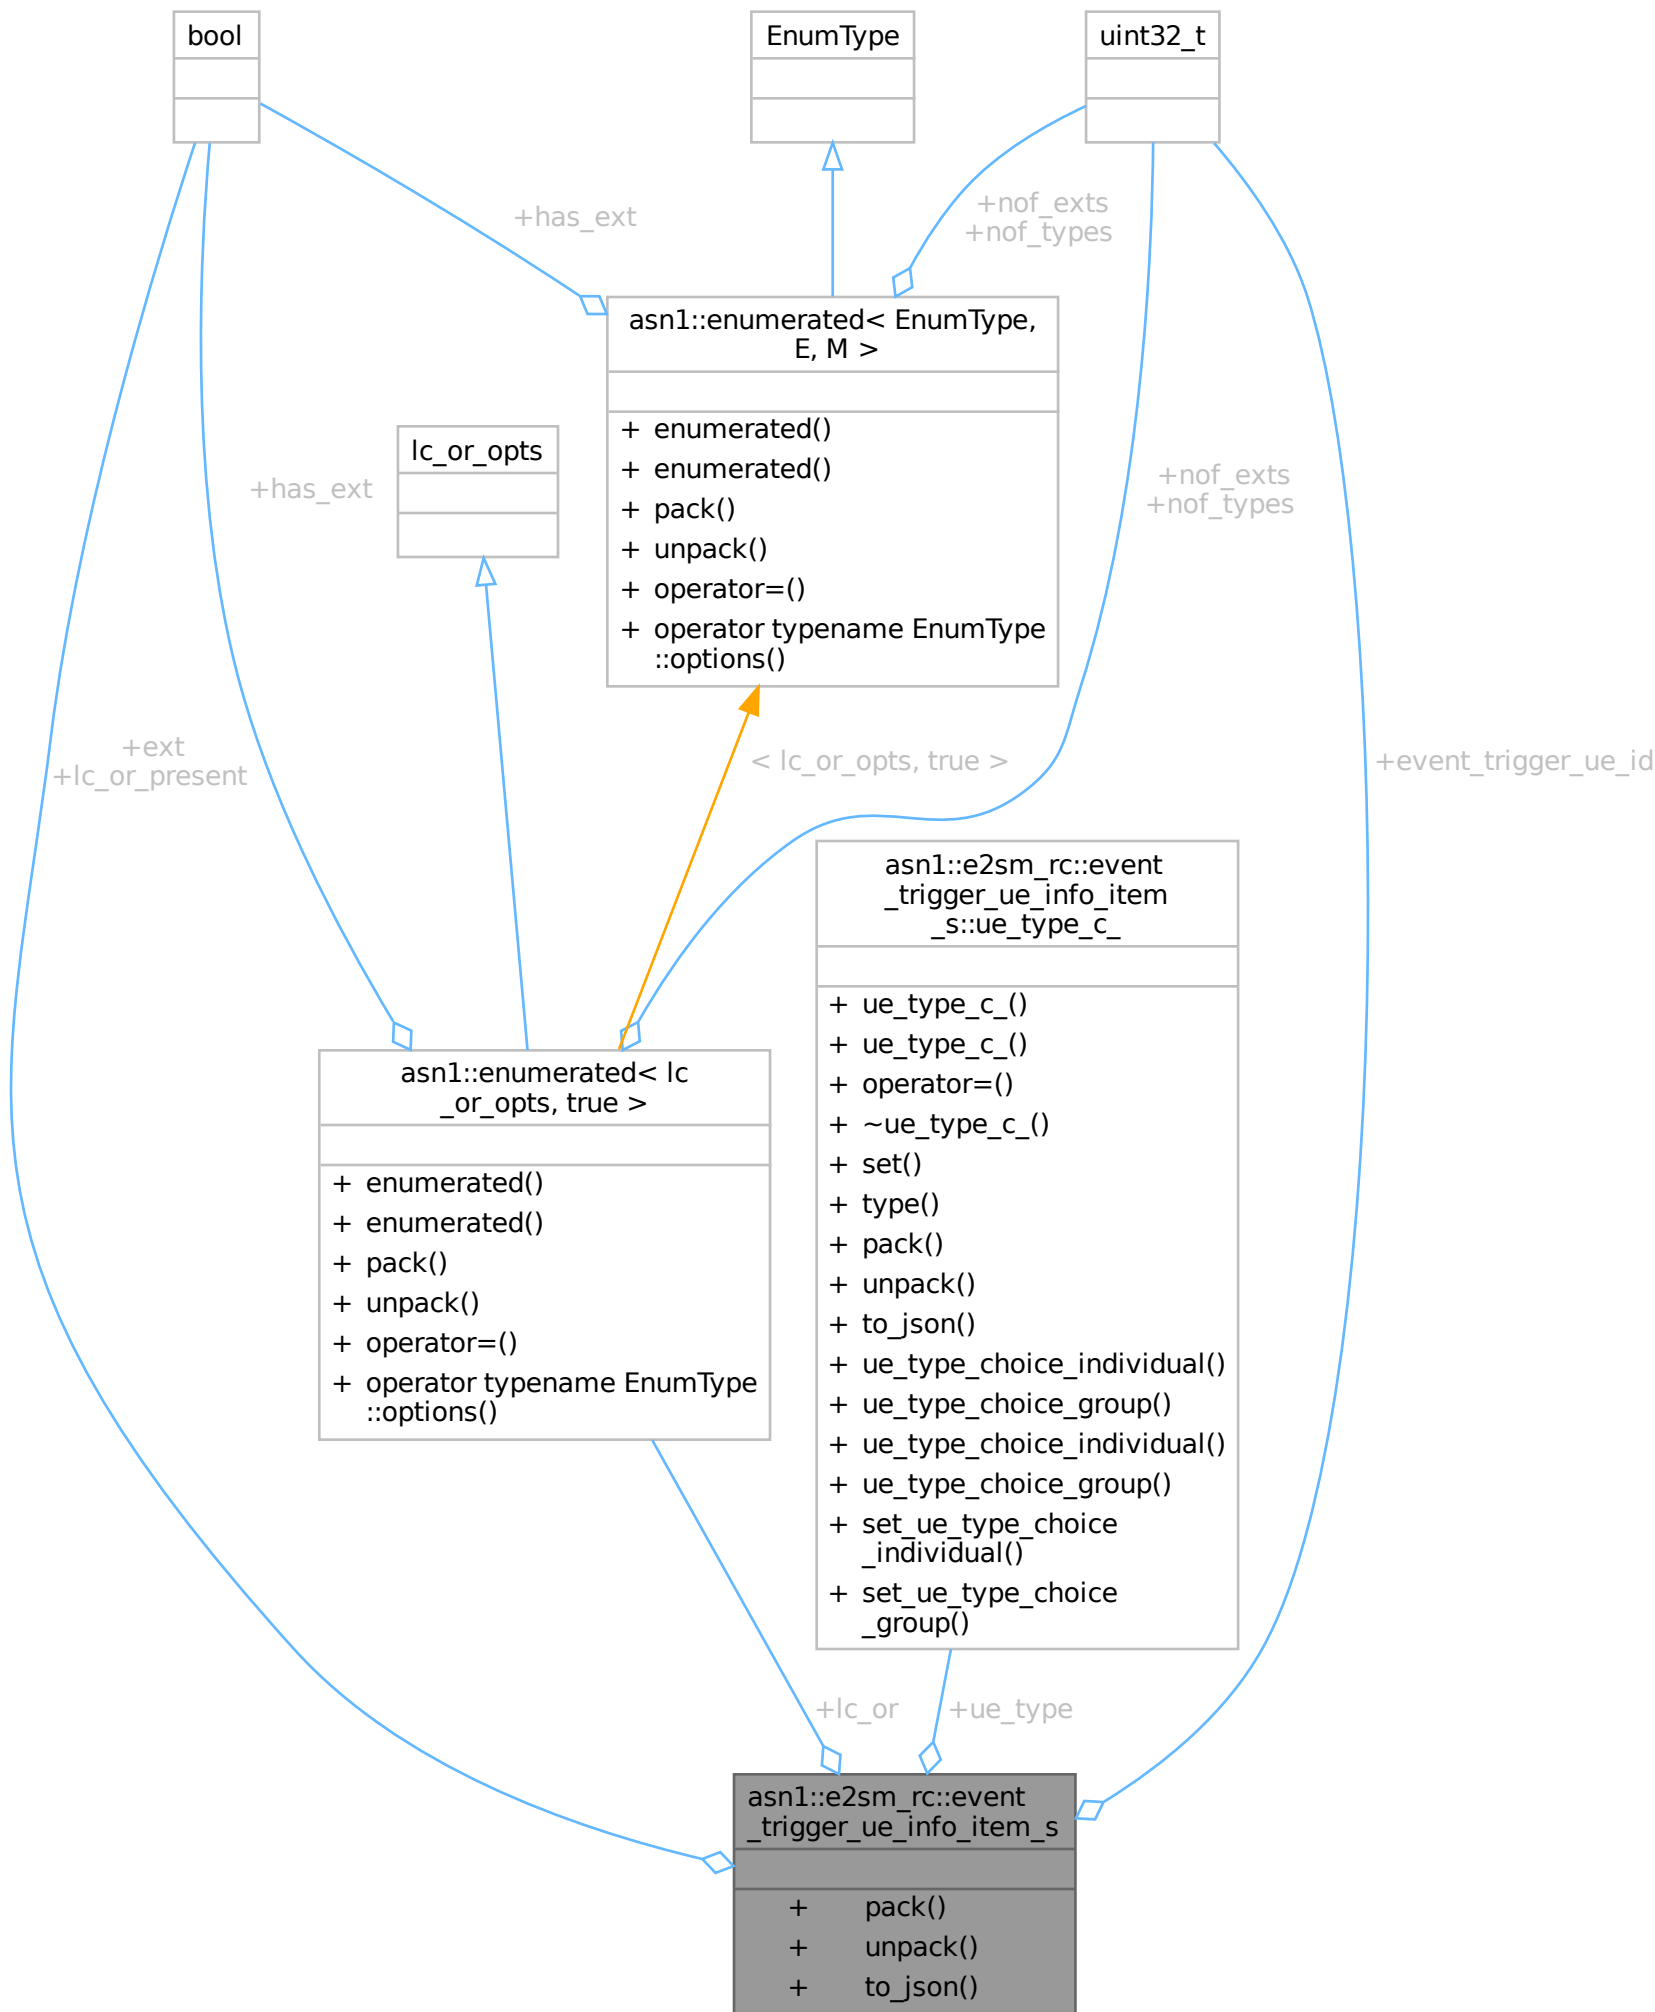 bool
EnumType
uint32_t
+has_ext
+nof_exts
+nof_types
asn1::enumerated< EnumType,
E, M >
+ enumerated()
+ enumerated()
+ pack()
+ unpack()
+ operator=()
+ operator typename EnumType
::options()
lc_or_opts
+has_ext
+nof_exts
+nof_types
+ext
+lc_or_present
< lc_or_opts, true >
+event_trigger_ue_id
asn1::e2sm_rc::event
_trigger_ue_info_item
_s::ue_type_c_
+ ue_type_c_()
+ ue_type_c_()
+ operator=()
+ ~ue_type_c_()
+ set()
+ type()
+ pack()
+ unpack()
+ to_json()
+ ue_type_choice_individual()
+ ue_type_choice_group()
+ ue_type_choice_individual()
+ ue_type_choice_group()
+ set_ue_type_choice
_individual()
+ set_ue_type_choice
_group()
asn1::enumerated< lc
_or_opts, true >
+ enumerated()
+ enumerated()
+ pack()
+ unpack()
+ operator=()
+ operator typename EnumType
::options()
+lc_or
+ue_type
asn1::e2sm_rc::event
_trigger_ue_info_item_s
+ pack()
+ unpack()
+ to_json()